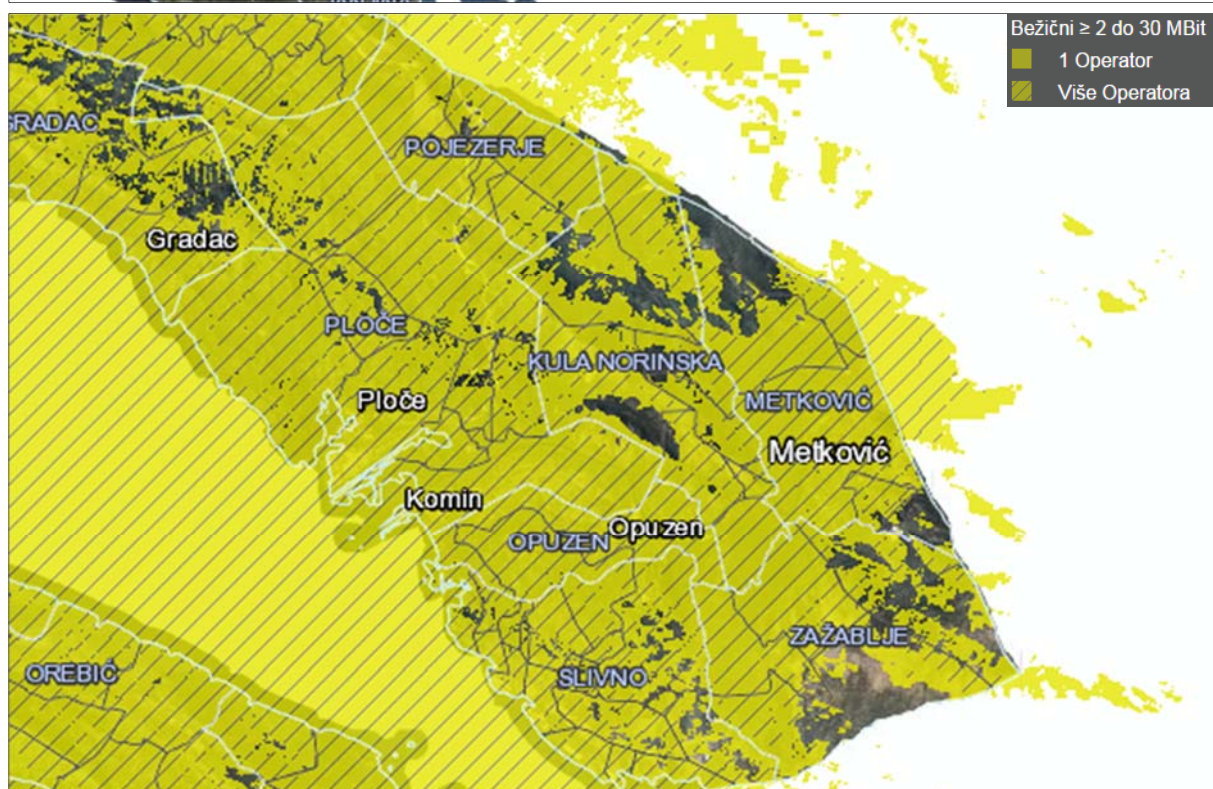 Bežični ≥ 2 do 30 MBit
1 Operator
Više Operatora
GRADAC
POJEZERJE
Gradac
PLOČE
KULA NORINSKA
Ploče
METKOVIĆ
Metković
Komin
OPUZEN
Opuzen
ZAŽABLJE
OREBIĆ
SLIVNO